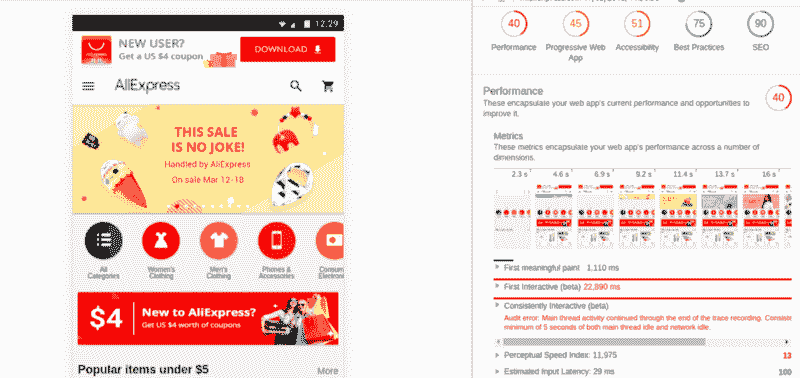 12:29
NEW USER?
Get a US $4 coupon
DOWNLOAD
AliExpress
THIS SALE
IS NO JOKE!
Handled by AliExpress
On sale Mar 12-18
All
Categories
Women's
Clothing
Men's
Clothing
Phones &
Accessories
Consum
Electroni
$4
New to AliExpress?
Get US $4 worth of coupons
Popular items under $5
More
40
45
51
75
90
Performance
Progressive Web
App
Accessibility
Best Practices
SEO
Performance
These encapsulate your web app's current performance and opportunities to
improve it.
40
Metrics
These metrics encapsulate your web app's performance across a number of
dimensions.
2.3 s
4.6 s
6.9 s
9.2 s
11.4 s
13.7 s
16 s
First meaningful paint 1,110 ms
First Interactive (beta) 22,890 ms
Consistently Interactive (beta)
Audit error: Main thread activity continued through the end of the trace recording. Consiste
minimum of 5 seconds of both main thread idle and network idle.
Perceptual Speed Index: 11,975
13
Estimated Input Latency: 29 ms
100